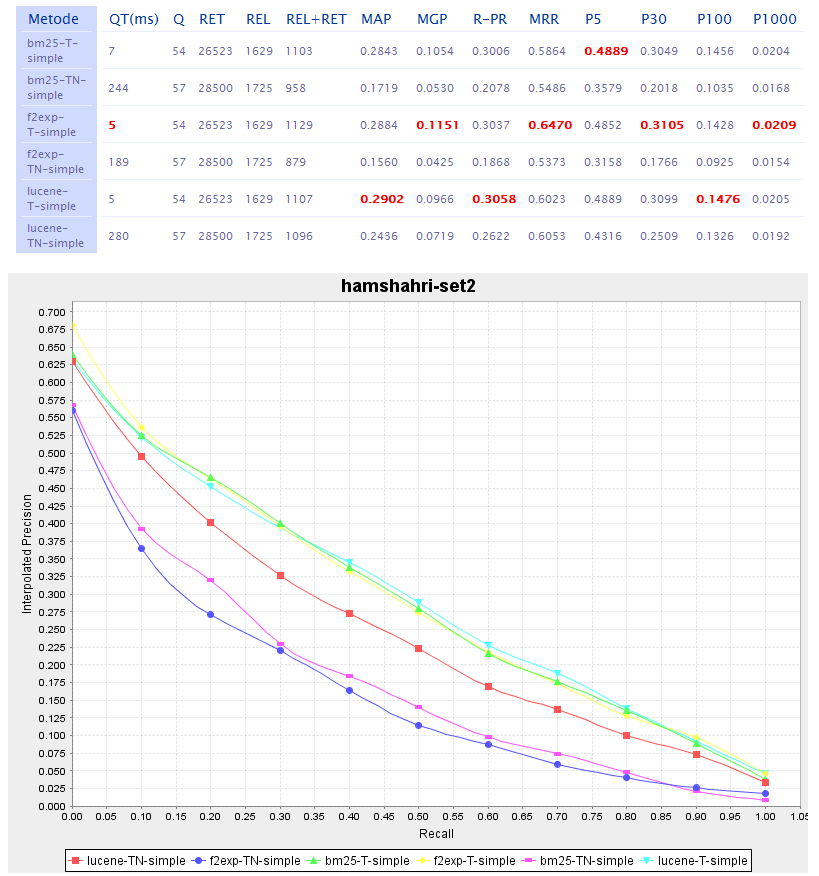 Metode QT(ms) Q RET REL REL+RET MAP MGP R-PR MRR P5 P30 P100 P1000
bm25-T-simple 7 54 26523 1629 1103 0.2843 0.1054 0.3006 0.5864 0.4889 0.3049 0.1456 0.0204
bm25-TN-simple 244 57 28500 1725 958 0.1719 0.0530 0.2078 0.5486 0.3579 0.2018 0.1035 0.0168
f2exp-T-simple 5 54 26523 1629 1129 0.2884 0.1151 0.3037 0.6470 0.4852 0.3105 0.1428 0.0209
f2exp-TN-simple 189 57 28500 1725 879 0.1560 0.0425 0.1868 0.5373 0.3158 0.1766 0.0925 0.0154
lucene-T-simple 5 54 26523 1629 1107 0.2902 0.0966 0.3058 0.6023 0.4889 0.3099 0.1476 0.0205
lucene-TN-simple 280 57 28500 1725 1096 0.2436 0.0719 0.2622 0.6053 0.4316 0.2509 0.1326 0.0192
hamshahri-set2
Interpolated Precision
0.700
0.675
0.650
0.625
0.600
0.575
0.550
0.525
0.500
0.475
0.450
0.425
0.400
0.375
0.350
0.325
0.300
0.275
0.250
0.225
0.200
0.175
0.150
0.125
0.100
0.075
0.050
0.025
0.000
0.00 0.05 0.10 0.15 0.20 0.25 0.30 0.35 0.40 0.45 0.50 0.55 0.60 0.65 0.70 0.75 0.80 0.85 0.90 0.95 1.00 1.05
Recall
lucene-TN-simple f2exp-TN-simple bm25-T-simple f2exp-T-simple bm25-TN-simple lucene-T-simple